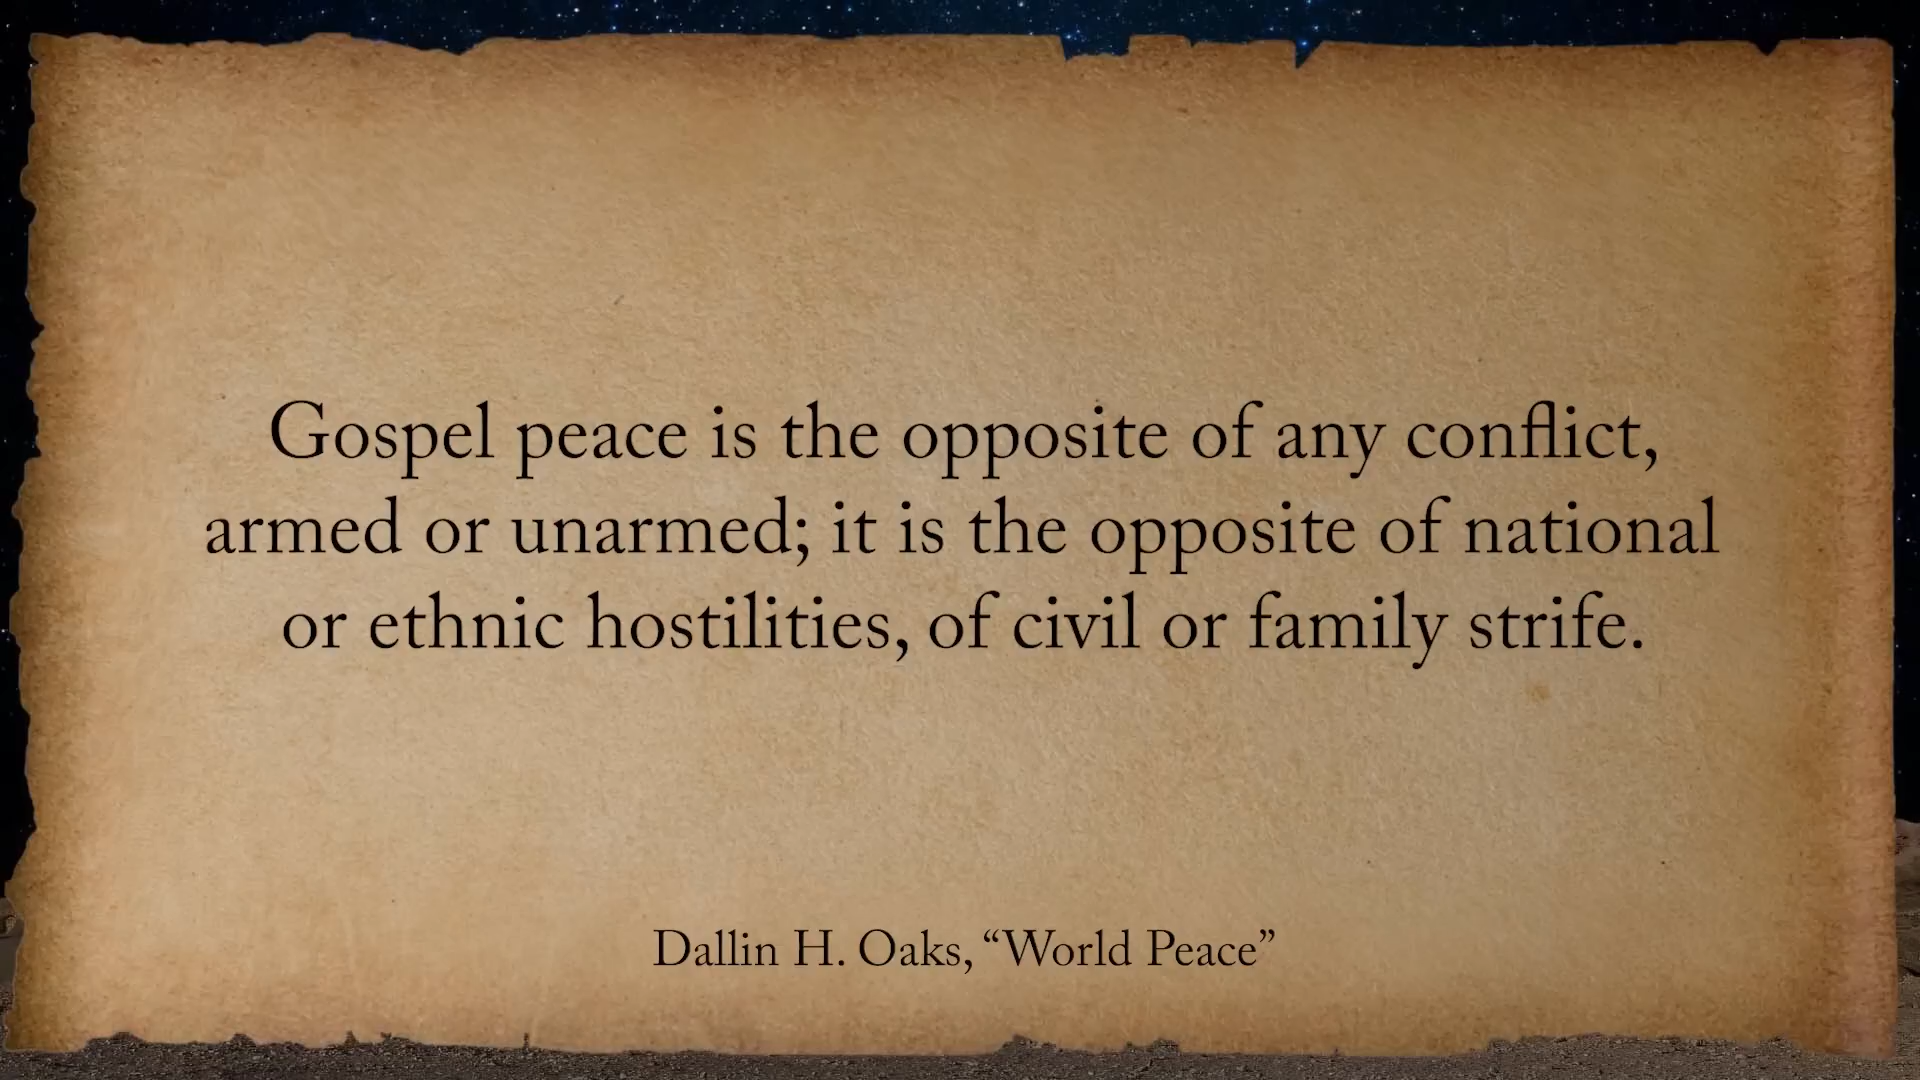 Gospel peace is the opposite of any conflict,
armed or unarmed; it is the opposite of national
or ethnic hostilities, of civil or family strife.
Dallin H. Oaks, “World Peace”